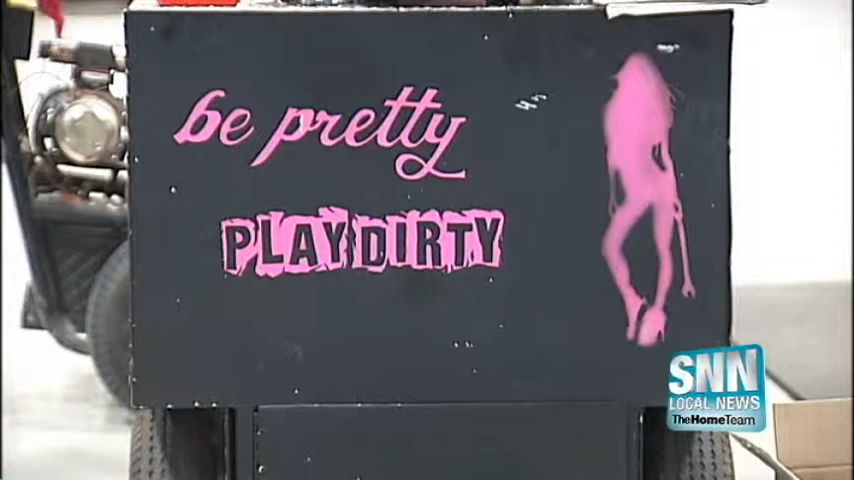 be pretty
PLAY DIRTY
SNN
LOCAL NEWS
TheHomeTeam